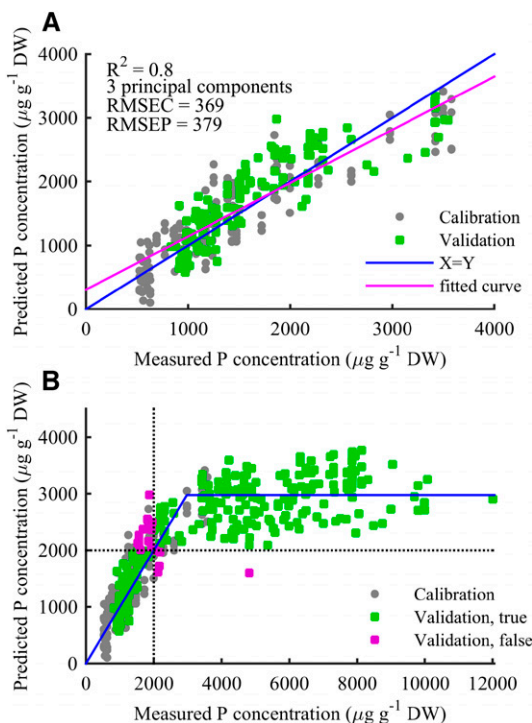 A
R² = 0.8
3 principal components
RMSEC = 369
RMSEP = 379
4000
3000
2000
1000
0
Predicted P concentration (µg g⁻¹ DW)
Calibration
Validation
X=Y
fitted curve
0 1000 2000 3000 4000
Measured P concentration (µg g⁻¹ DW)
B
4000
3000
2000
1000
0
Predicted P concentration (µg g⁻¹ DW)
Calibration
Validation, true
Validation, false
0 2000 4000 6000 8000 10000 12000
Measured P concentration (µg g⁻¹ DW)